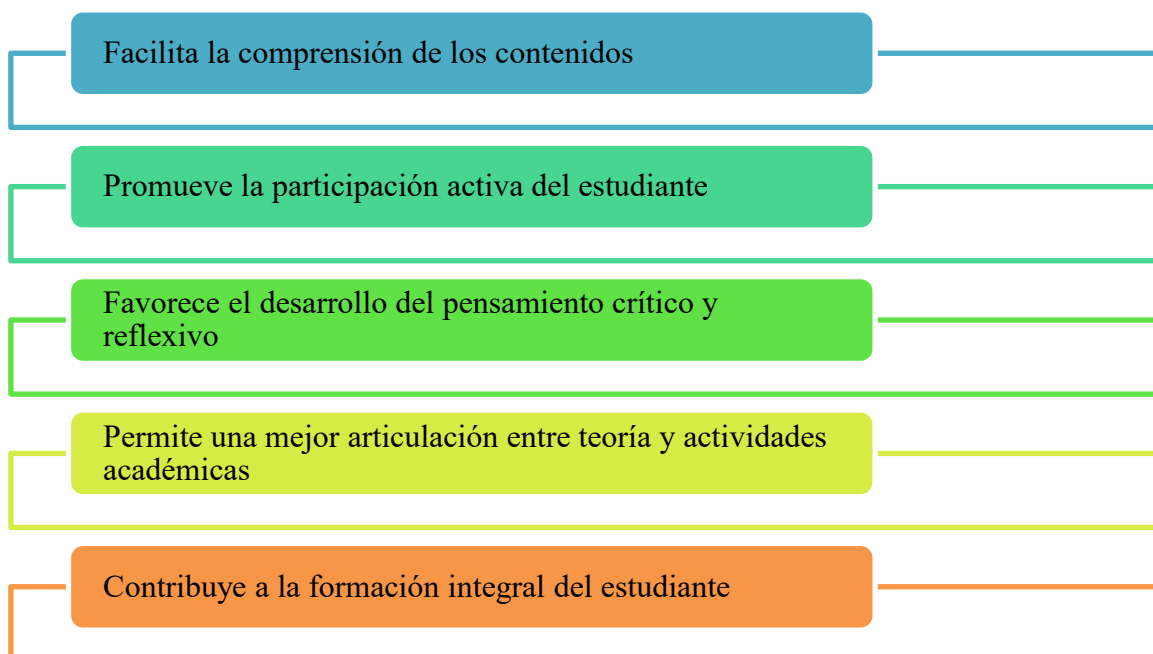 Facilita la comprensión de los contenidos
Promueve la participación activa del estudiante
Favorece el desarrollo del pensamiento crítico y
reflexivo
Permite una mejor articulación entre teoría y actividades
académicas
Contribuye a la formación integral del estudiante